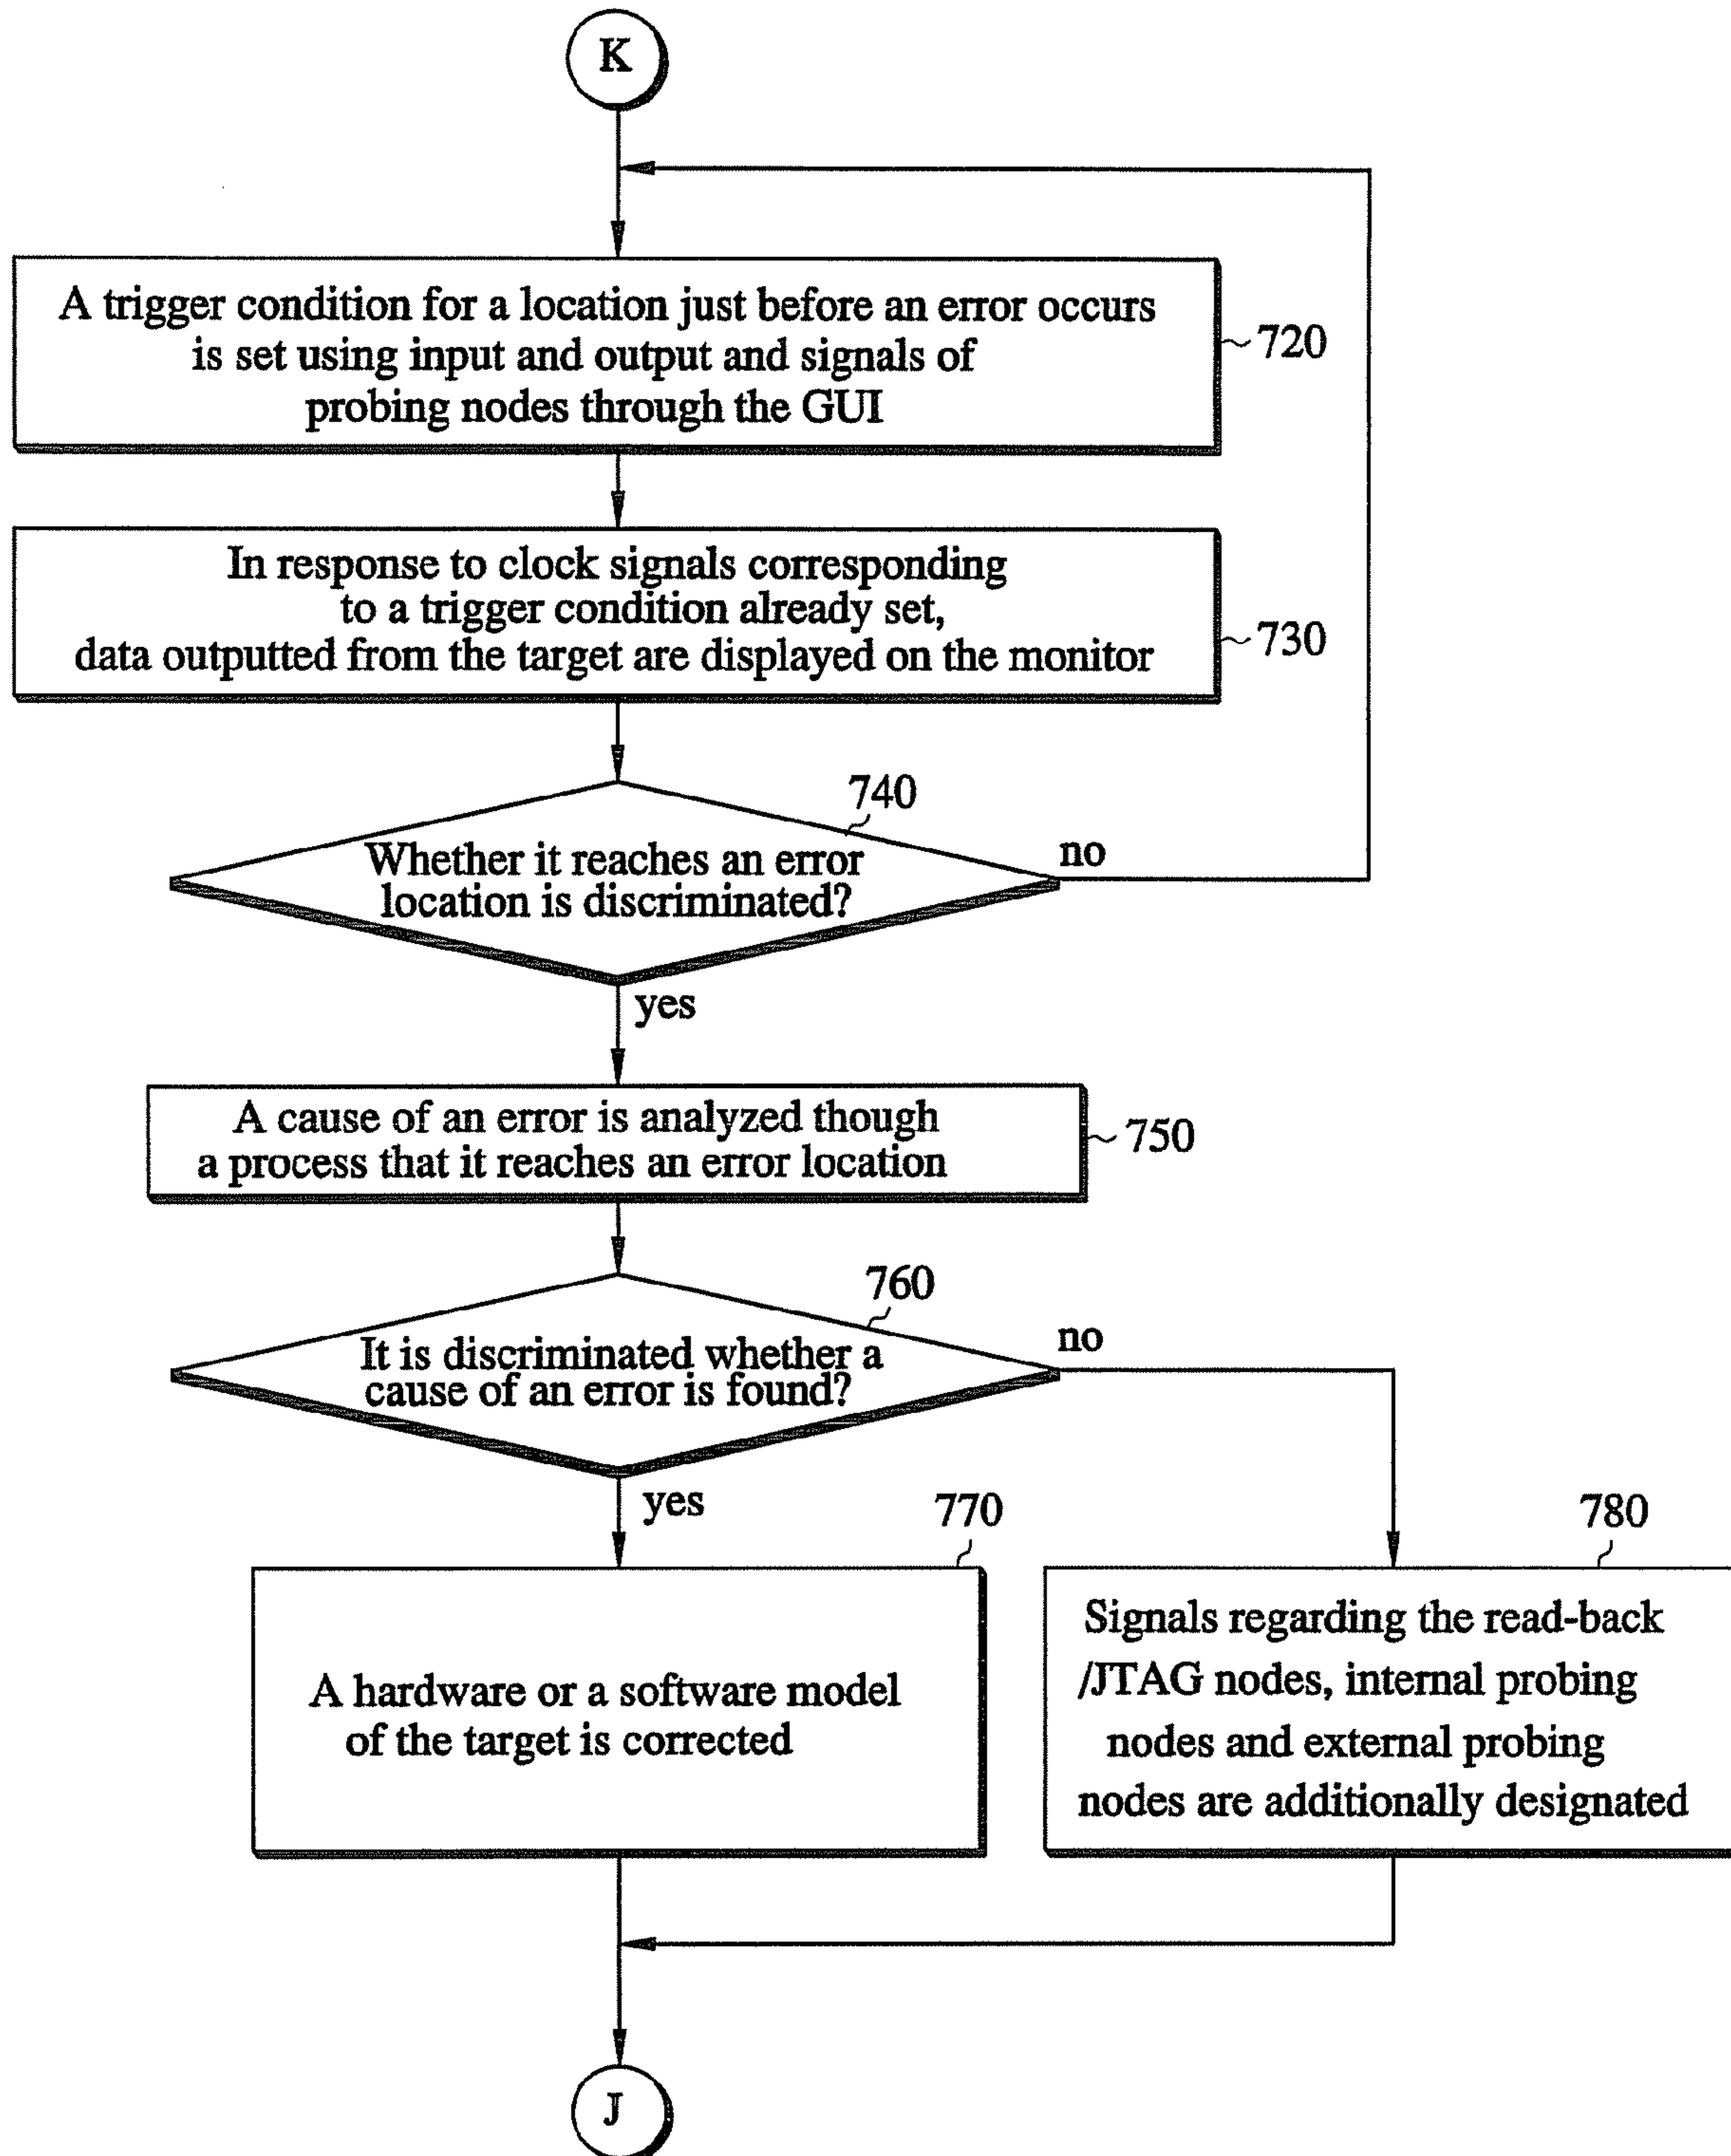 K
A trigger condition for a location just before an error occurs
is set using input and output and signals of
probing nodes through the GUI
720
In response to clock signals corresponding
to a trigger condition already set,
data outputted from the target are displayed on the monitor
730
740
Whether it reaches an error
location is discriminated?
no
yes
A cause of an error is analyzed though
a process that it reaches an error location
750
760
It is discriminated whether a
cause of an error is found?
no
yes
770
A hardware or a software model
of the target is corrected
780
Signals regarding the read-back
/JTAG nodes, internal probing
nodes and external probing
nodes are additionally designated
J